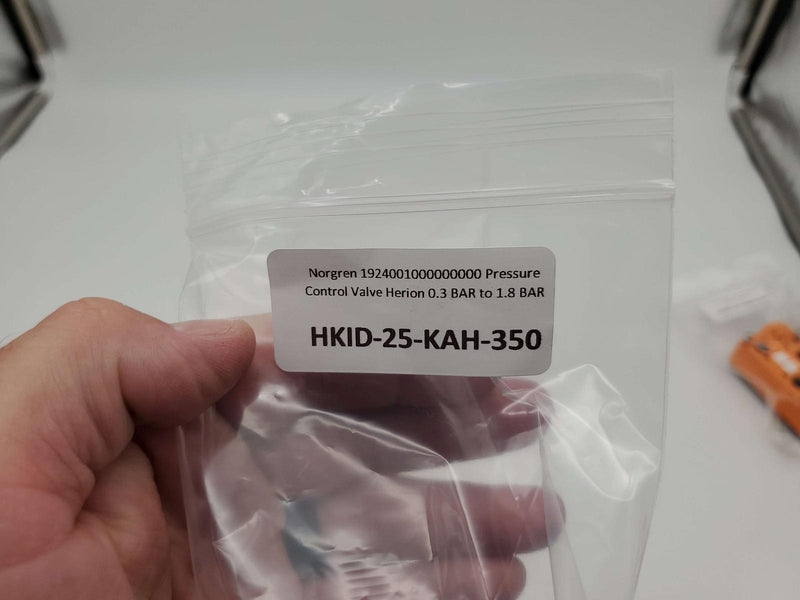 Norgren 1924001000000000 Pressure
Control Valve Herion 0.3 BAR to 1.8 BAR
HKID-25-KAH-350